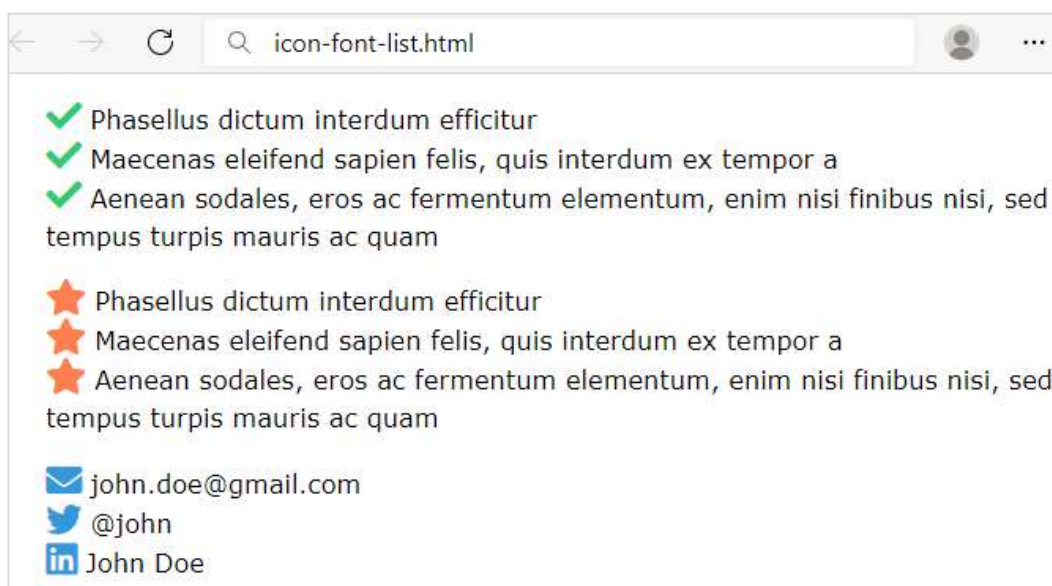 icon-font-list.html
Phasellus dictum interdum efficitur
Maecenas eleifend sapien felis, quis interdum ex tempor a
Aenean sodales, eros ac fermentum elementum, enim nisi finibus nisi, sed
tempus turpis mauris ac quam
Phasellus dictum interdum efficitur
Maecenas eleifend sapien felis, quis interdum ex tempor a
Aenean sodales, eros ac fermentum elementum, enim nisi finibus nisi, sed
tempus turpis mauris ac quam
john.doe@gmail.com
@john
in John Doe